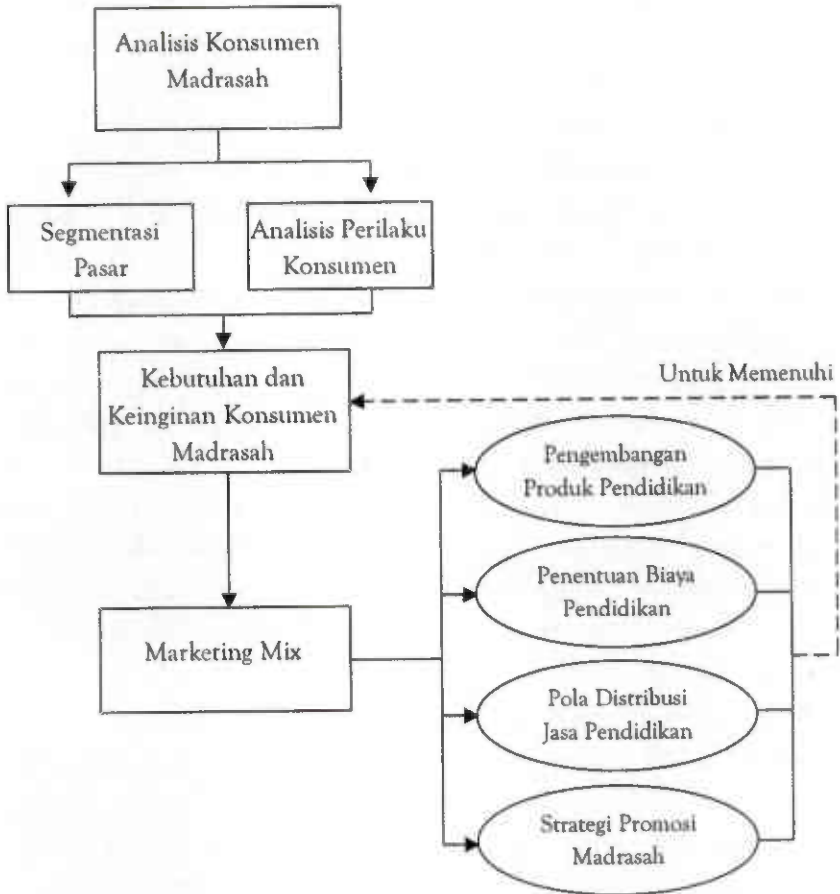 Analisis Konsumen
Madrasah
Segmentasi
Pasar
Analisis Perilaku
Konsumen
Kebutuhan dan
Keinginan Konsumen
Madrasah
Untuk Memenuhi
Pengembangan
Produk Pendidikan
Penentuan Biaya
Pendidikan
Marketing Mix
Pola Distribusi
Jasa Pendidikan
Strategi Promosi
Madrasah